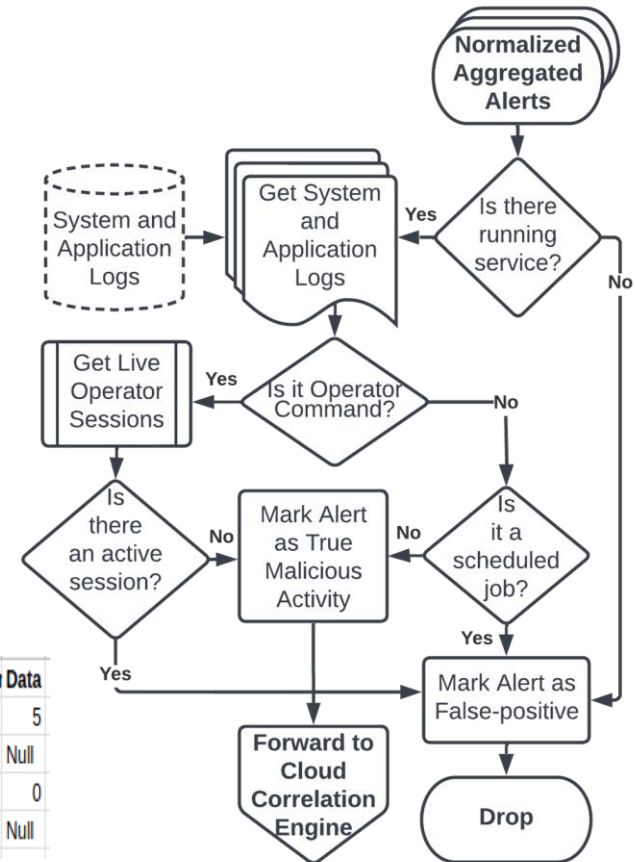 Normalized
Aggregated
Alerts
Is there
running
service?
Yes
No
Get System
and
Application
Logs
System and
Application
Logs
Is it Operator
Command?
Yes
No
Get Live
Operator
Sessions
Is
there
an active
session?
No
Yes
Mark Alert
as True
Malicious
Activity
Is
it a
scheduled
job?
No
Yes
Mark Alert as
False-positive
Forward to
Cloud
Correlation
Engine
Drop
Data
5
Null
0
Null